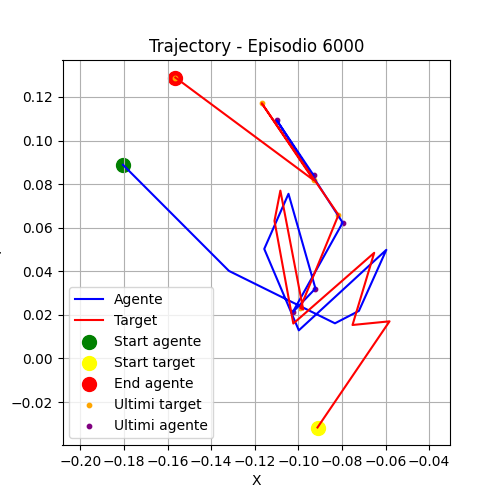 Trajectory - Episodio 6000
0.12
0.10
0.08
0.06
0.04
0.02
0.00
−0.02
Agente
Target
Start agente
Start target
End agente
Ultimi target
Ultimi agente
−0.20 −0.18 −0.16 −0.14 −0.12 −0.10 −0.08 −0.06 −0.04
X